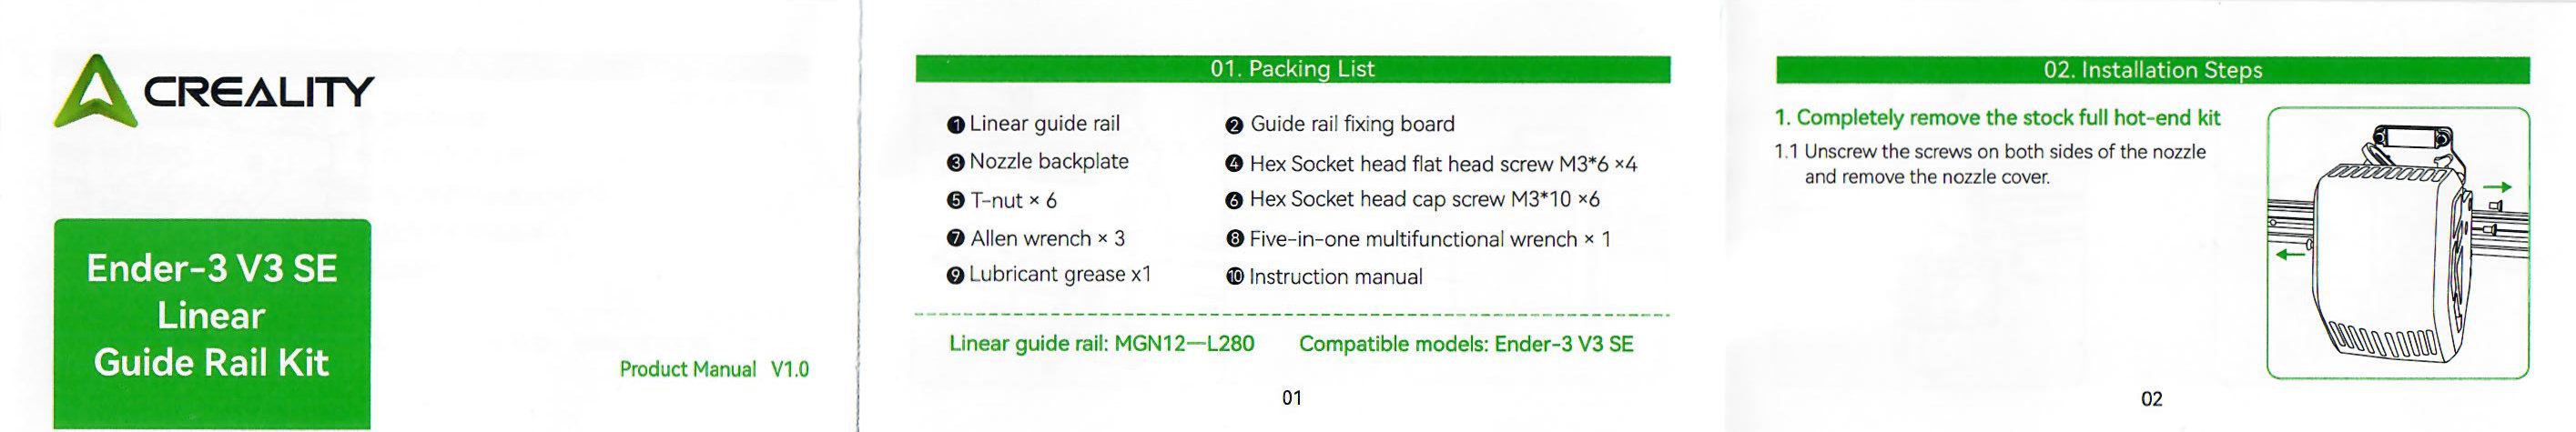 CREALITY
Ender-3 V3 SE
Linear
Guide Rail Kit
Product Manual V1.0
01. Packing List
❶ Linear guide rail
❷ Guide rail fixing board
❸ Nozzle backplate
❹ Hex Socket head flat head screw M3*6 ×4
❺ T-nut × 6
❻ Hex Socket head cap screw M3*10 ×6
❼ Allen wrench × 3
❽ Five-in-one multifunctional wrench × 1
❾ Lubricant grease x1
❿ Instruction manual
Linear guide rail: MGN12—L280
Compatible models: Ender-3 V3 SE
01
02. Installation Steps
1. Completely remove the stock full hot-end kit
1.1 Unscrew the screws on both sides of the nozzle
and remove the nozzle cover.
02